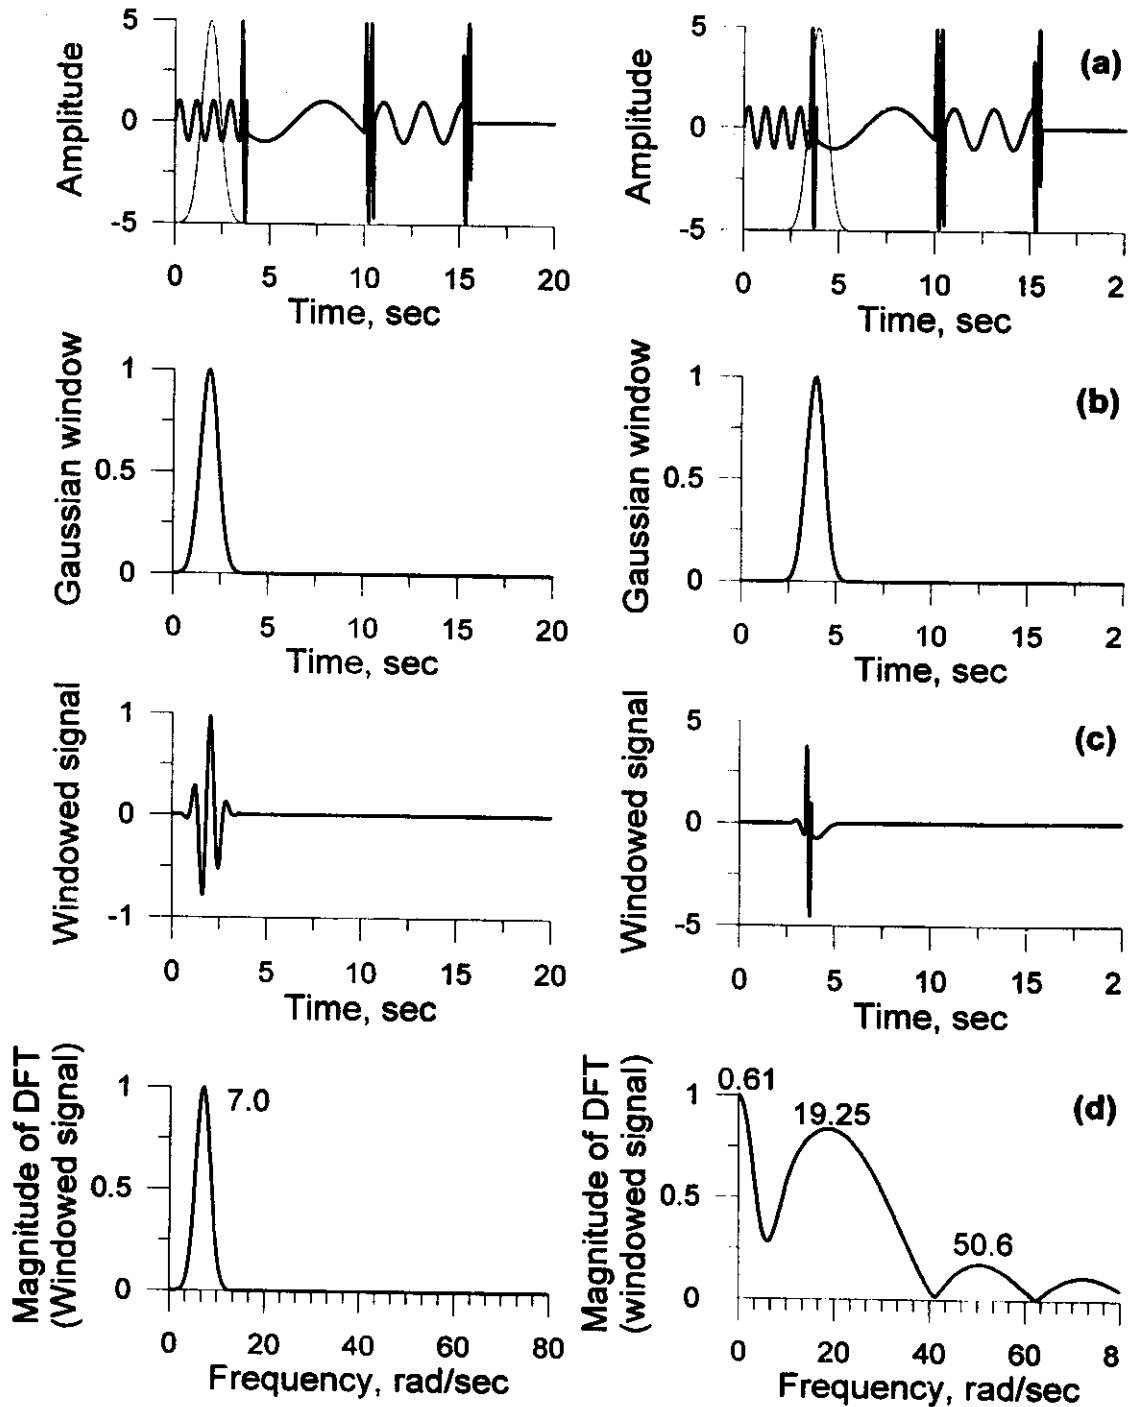 Amplitude
5
0
-5
0 5 10 15 20
Time, sec
Amplitude
5
0
-5
0 5 10 15 2
Time, sec
(a)
Gaussian window
1
0.5
0
0 5 10 15 20
Time, sec
Gaussian window
1
0.5
0
0 5 10 15 2
Time, sec
(b)
Windowed signal
1
0
-1
0 5 10 15 20
Time, sec
Windowed signal
5
0
-5
0 5 10 15 2
Time, sec
(c)
Magnitude of DFT
(Windowed signal)
1
0.5
0
7.0
0 20 40 60 80
Frequency, rad/sec
Magnitude of DFT
(windowed signal)
1
0.5
0
0.61
19.25
50.6
0 20 40 60 8
Frequency, rad/sec
(d)